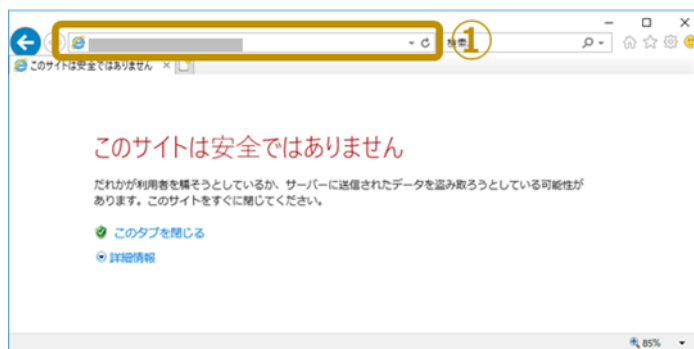 ① 検索
このサイトは安全ではありません
このサイトは安全ではありません
だれかが利用者を騙そうとしているか、サーバーに送信されたデータを盗み取ろうとしている可能性が
あります。このサイトをすぐに閉じてください。
このタブを閉じる
詳細情報
85%